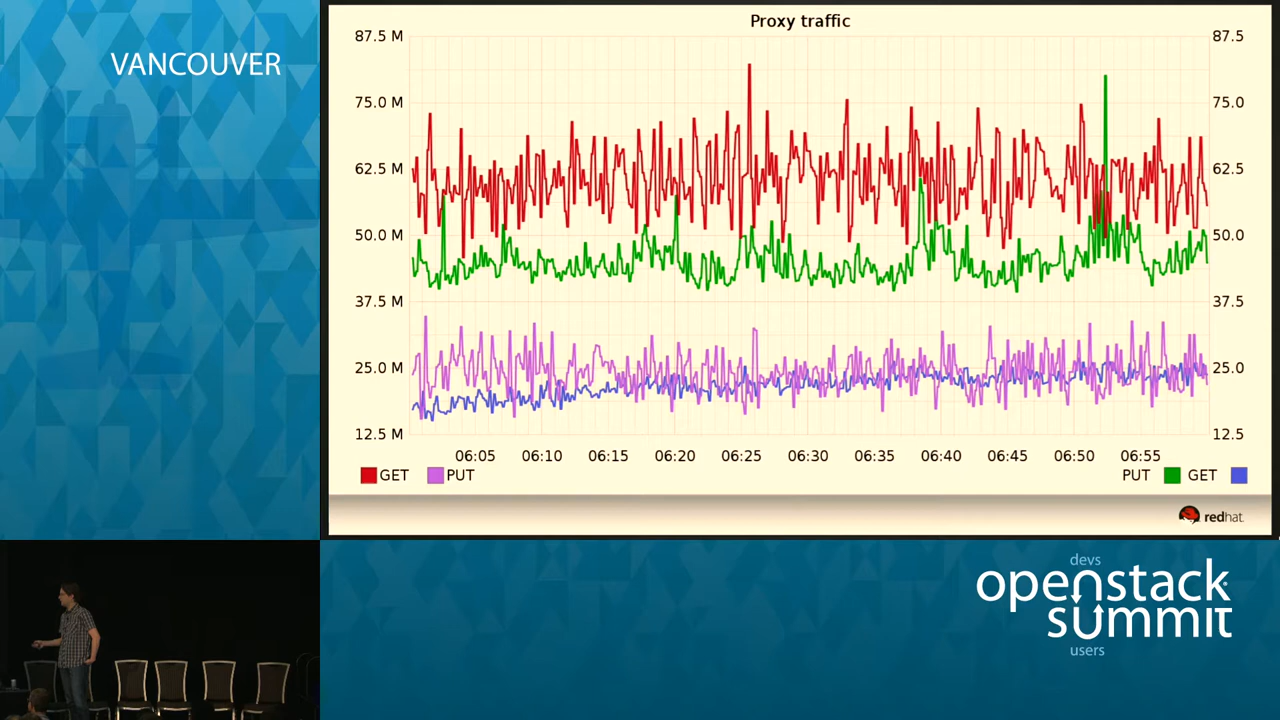 VANCOUVER
Proxy traffic
87.5 M
75.0 M
62.5 M
50.0 M
37.5 M
25.0 M
12.5 M
87.5
75.0
62.5
50.0
37.5
25.0
12.5
06:05 06:10 06:15 06:20 06:25 06:30 06:35 06:40 06:45 06:50 06:55
GET PUT PUT GET
redhat.
devs
openstack
summit
users